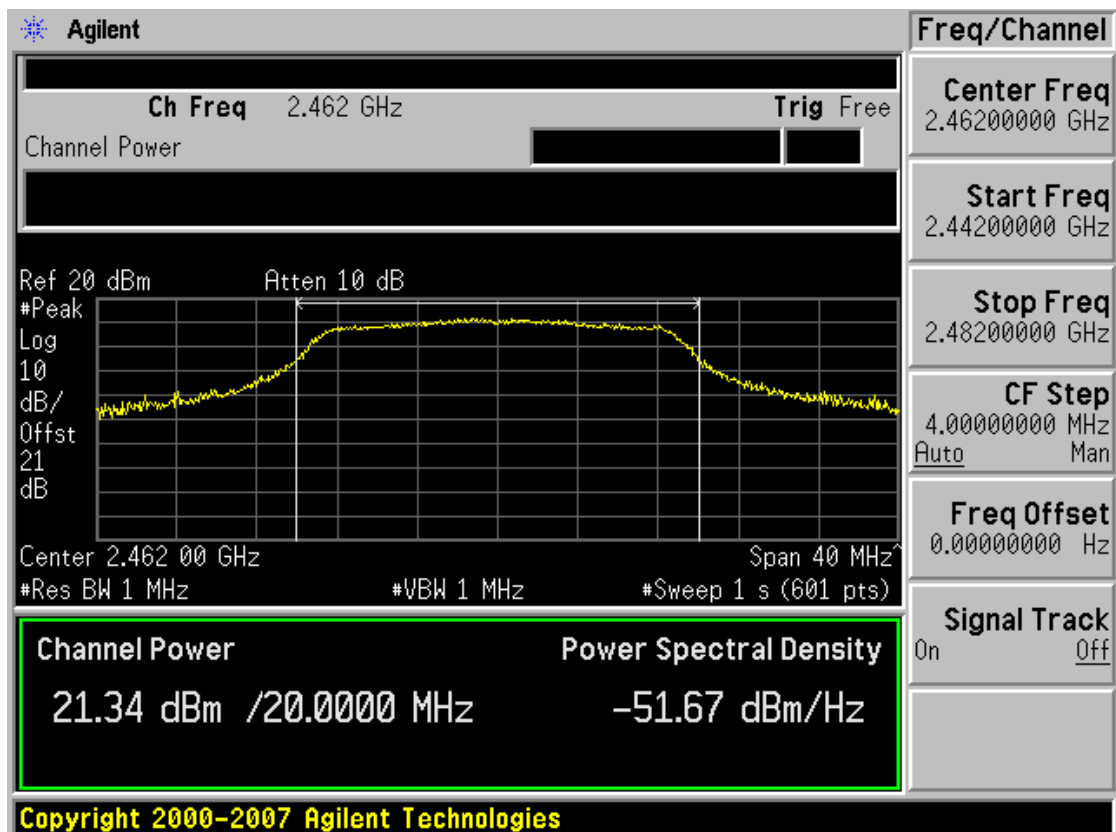 Agilent
Ch Freq 2.462 GHz Trig Free
Channel Power
Ref 20 dBm Atten 10 dB
#Peak
Log
10
dB/
Offst
21
dB
Center 2.462 00 GHz Span 40 MHz^
#Res BW 1 MHz #VBW 1 MHz #Sweep 1 s (601 pts)
Channel Power Power Spectral Density
21.34 dBm /20.0000 MHz -51.67 dBm/Hz
Copyright 2000-2007 Agilent Technologies
Freq/Channel
Center Freq
2.46200000 GHz
Start Freq
2.44200000 GHz
Stop Freq
2.48200000 GHz
CF Step
4.00000000 MHz
Auto Man
Freq Offset
0.00000000 Hz
Signal Track
On Off